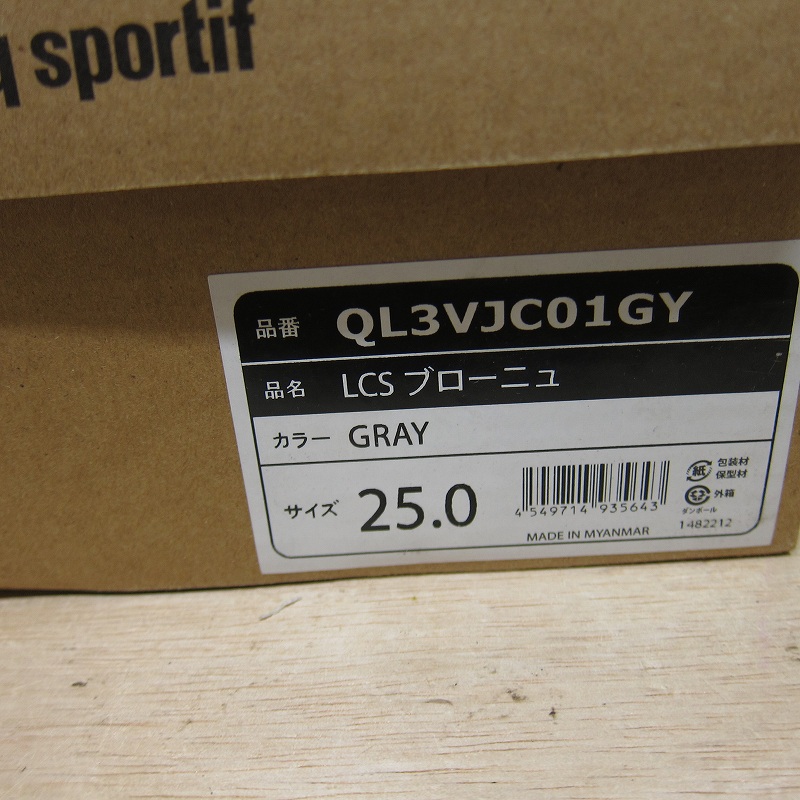 q sportif
品番 QL3VJC01GY
品名 LCS ブローニュ
カラー GRAY
サイズ 25.0
4 549714 935643
MADE IN MYANMAR
紙 包装材
保型材
外箱
ダンボール
1482212